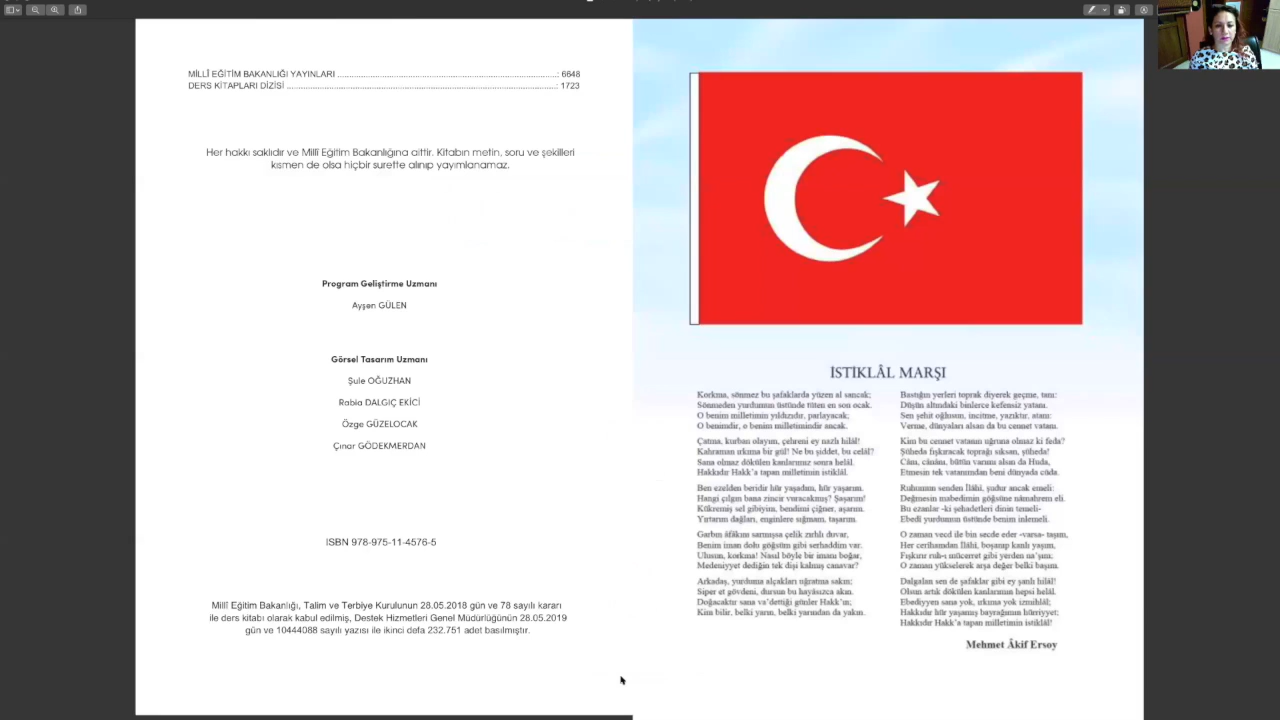 MİLLÎ EĞİTİM BAKANLIĞI YAYINLARI ..............................................................................: 6648
DERS KİTAPLARI DİZİSİ ..............................................................................................: 1723
Her hakkı saklıdır ve Millî Eğitim Bakanlığına aittir. Kitabın metin, soru ve şekilleri
kısmen de olsa hiçbir surette alınıp yayımlanamaz.
Program Geliştirme Uzmanı
Ayşen GÜLEN
Görsel Tasarım Uzmanı
Şule OĞUZHAN
Rabia DALGIÇ EKİCİ
Özge GÜZELOCAK
Çınar GÖDEKMERDAN
ISBN 978-975-11-4576-5
Millî Eğitim Bakanlığı, Talim ve Terbiye Kurulunun 28.05.2018 gün ve 78 sayılı kararı
ile ders kitabı olarak kabul edilmiş, Destek Hizmetleri Genel Müdürlüğünün 28.05.2019
gün ve 10444088 sayılı yazısı ile ikinci defa 232.751 adet basılmıştır.
İSTİKLÂL MARŞI
Korkma, sönmez bu şafaklarda yüzen al sancak;
Sönmeden yurdumun üstünde tüten en son ocak.
O benim milletimin yıldızıdır, parlayacak;
O benimdir, o benim milletimindir ancak.
Çatma, kurban olayım, çehreni ey nazlı hilâl!
Kahraman ırkıma bir gül! Ne bu şiddet, bu celâl?
Sana olmaz dökülen kanlarımız sonra helâl.
Hakkıdır Hakk'a tapan milletimin istiklâl.
Ben ezelden beridir hür yaşadım, hür yaşarım.
Hangi çılgın bana zincir vuracakmış? Şaşarım!
Kükremiş sel gibiyim, bendimi çiğner, aşarım.
Yırtarım dağları, enginlere sığmam, taşarım.
Garbın âfâkını sarmışsa çelik zırhlı duvar,
Benim iman dolu göğsüm gibi serhaddim var.
Ulusun, korkma! Nasıl böyle bir imanı boğar,
Medeniyyet dediğin tek dişi kalmış canavar?
Arkadaş, yurduma alçakları uğratma sakın;
Siper et gövdeni, dursun bu hayâsızca akın.
Doğacaktır sana va'dettiği günler Hakk'ın;
Kim bilir, belki yarın, belki yarından da yakın.
Bastığın yerleri toprak diyerek geçme, tanı:
Düşün altındaki binlerce kefensiz yatanı.
Sen şehit oğlusun, incitme, yazıktır, atanı:
Verme, dünyaları alsan da bu cennet vatanı.
Kim bu cennet vatanın uğruna olmaz ki feda?
Şüheda fışkıracak toprağı sıksan, şüheda!
Cânı, cânânı, bütün varımı alsın da Huda,
Etmesin tek vatanımdan beni dünyada cüda.
Ruhumun senden İlâhî, şudur ancak emeli:
Değmesin mabedimin göğsüne nâmahrem eli.
Bu ezanlar -ki şehadetleri dinin temeli-
Ebedî yurdumun üstünde benim inlemeli.
O zaman vecd ile bin secde eder -varsa- taşım,
Her cerîhamdan İlâhî, boşanıp kanlı yaşım,
Fışkırır ruh-ı mücerret gibi yerden na'şım;
O zaman yükselerek arşa değer belki başım.
Dalgalan sen de şafaklar gibi ey şanlı hilâl!
Olsun artık dökülen kanlarımın hepsi helâl.
Ebediyyen sana yok, ırkıma yok izmihlâl;
Hakkıdır hür yaşamış bayrağımın hürriyyet;
Hakkıdır Hakk'a tapan milletimin istiklâl!
Mehmet Âkif Ersoy